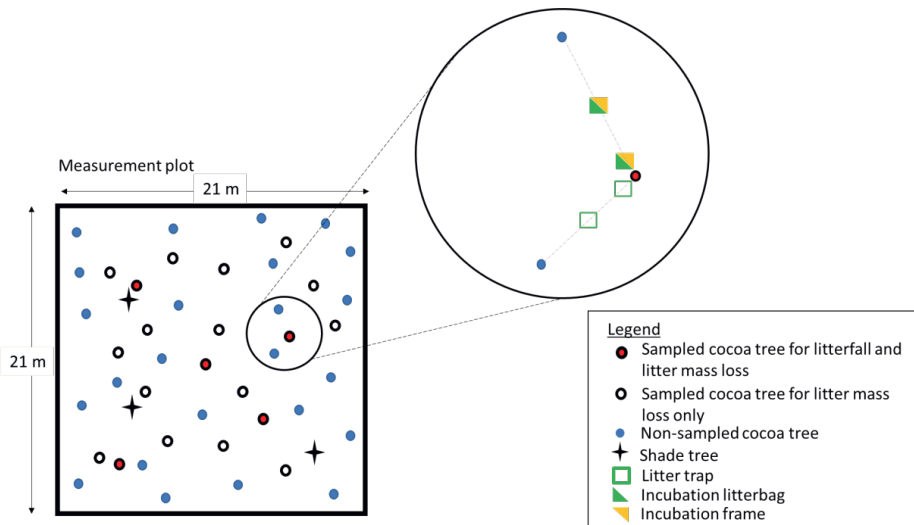 Measurement plot
21 m
21 m
Legend
Sampled cocoa tree for litterfall and
litter mass loss
Sampled cocoa tree for litter mass
loss only
Non-sampled cocoa tree
Shade tree
Litter trap
Incubation litterbag
Incubation frame